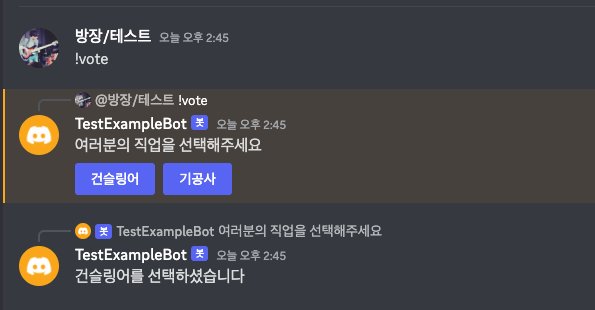 방장/테스트 오늘 오후 2:45
!vote
@방장/테스트 !vote
TestExampleBot 봇 오늘 오후 2:45
여러분의 직업을 선택해주세요
건슬링어 기공사
봇 TestExampleBot 여러분의 직업을 선택해주세요
TestExampleBot 봇 오늘 오후 2:45
건슬링어를 선택하셨습니다